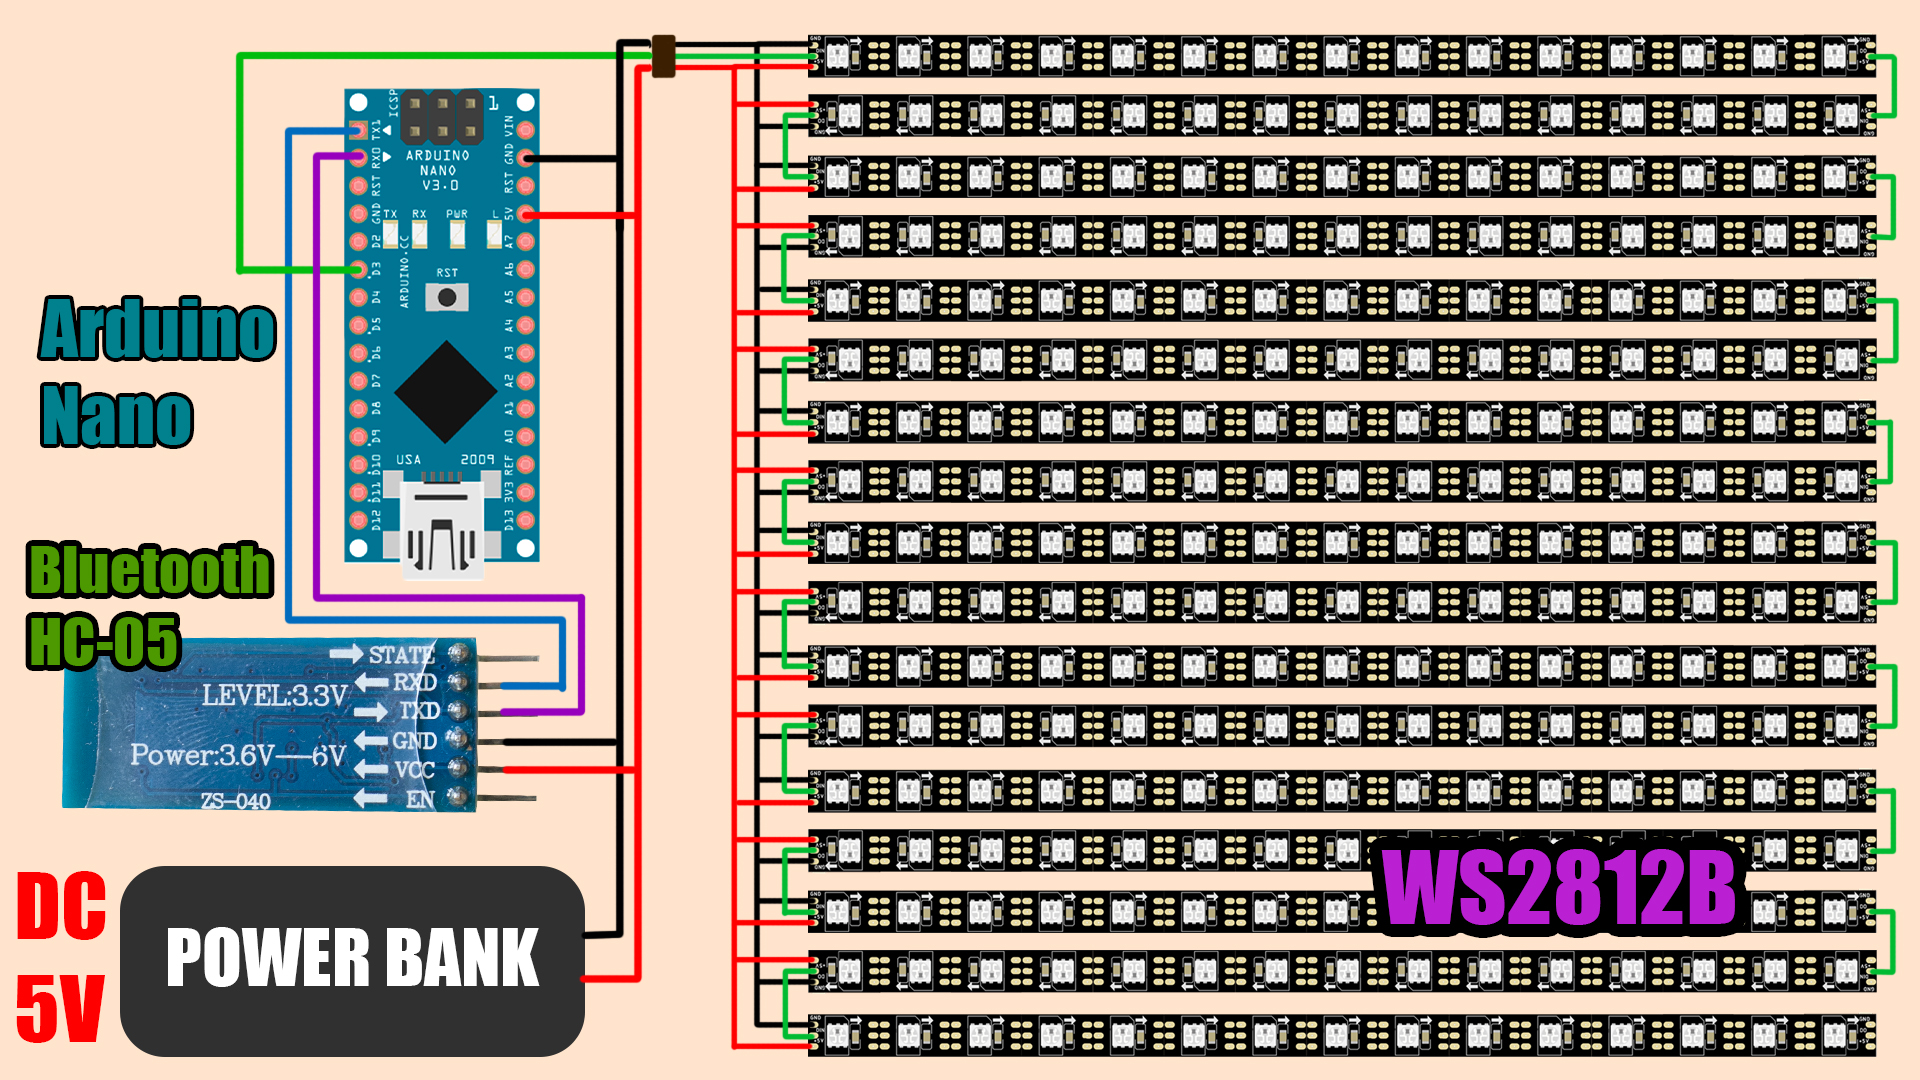 ICSP
1
TX1
RX0
RST
GND
D2
D3
D4
D5
D6
D7
D8
D9
D10
D11
D12
ARDUINO
NANO
V3.0
TX RX PWR L
ARDUINO.CC
RST
USA 2009
VIN
GND
RST
5V
A7
A6
A5
A4
A3
A2
A1
A0
REF
3V3
D13
Arduino
Nano
Bluetooth
HC-05
STATE
LEVEL:3.3V RXD
TXD
GND
Power:3.6V—6V
VCC
ZS-040 EN
DC
5V
POWER BANK
WS2812B